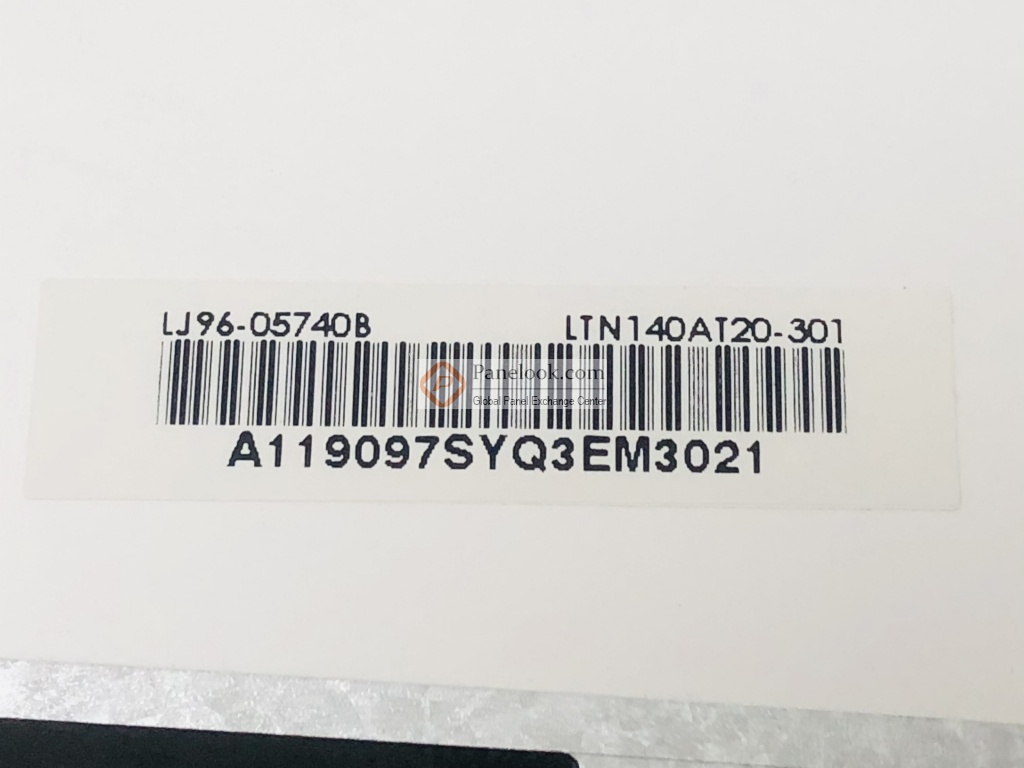 LJ96-05740B LTN140AT20-301
Panelook.com
Global Panel Exchange Center
A119097SYQ3EM3021